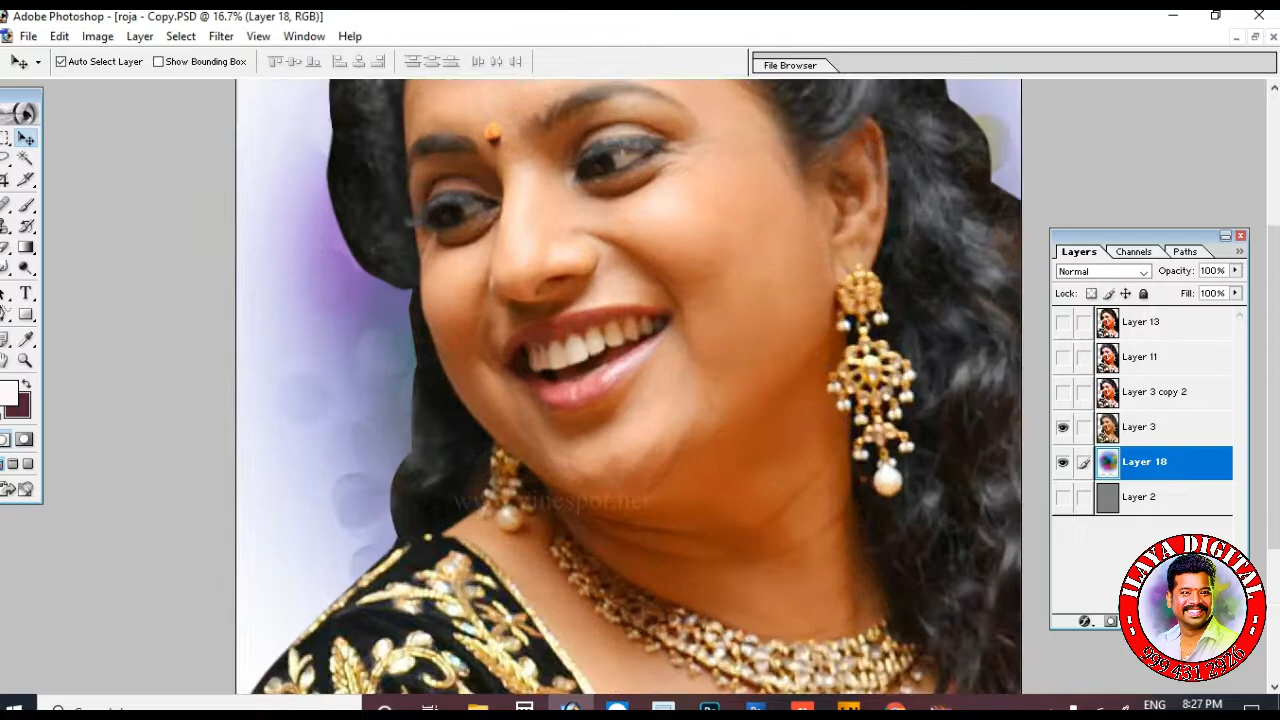 Adobe Photoshop - [roja - Copy.PSD @ 16.7% (Layer 18, RGB)]
File Edit Image Layer Select Filter View Window Help
Auto Select Layer Show Bounding Box
File Browser
Layers Channels Paths
Normal Opacity: 100%
Lock: Fill: 100%
Layer 13
Layer 11
Layer 3 copy 2
Layer 3
Layer 18
Layer 2
ILAYA DIGITAL
ENG 8:27 PM